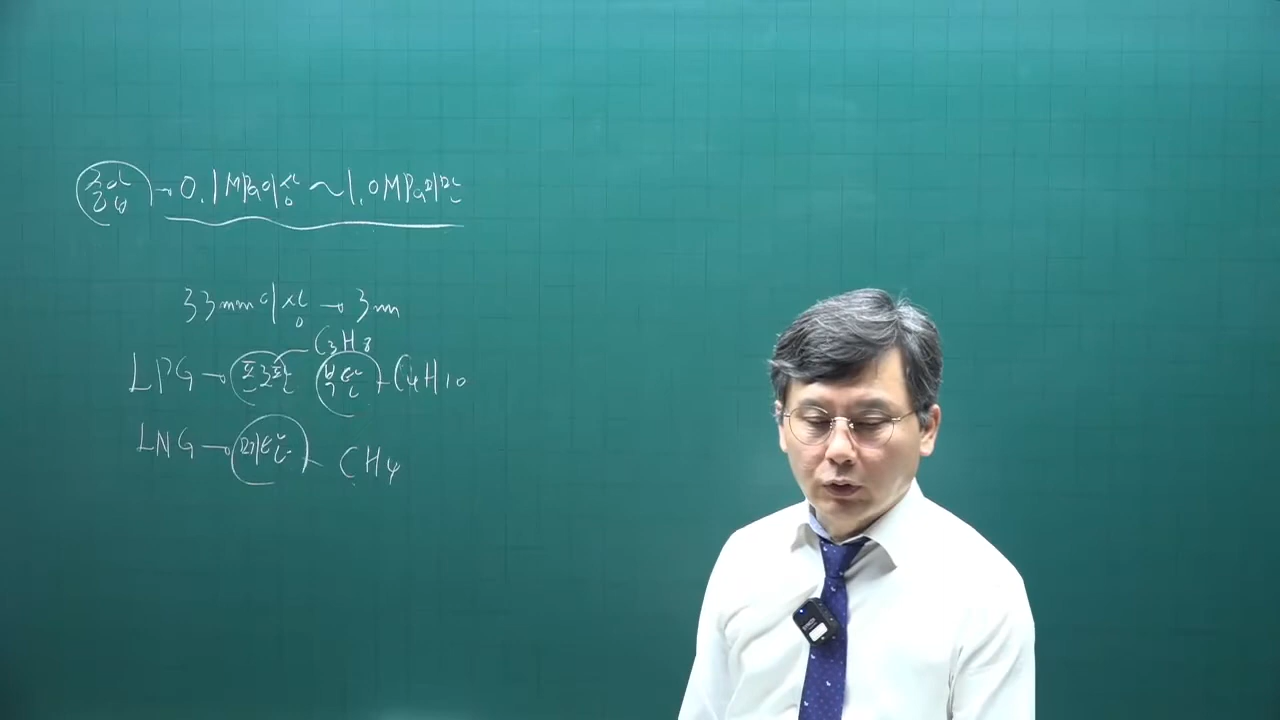 중압 → 0.1MPa이상 ~ 1.0MPa미만
33mm이상 → 3m
C3H8
LPG → 프로판 부탄 C4H10
LNG → 메탄 CH4